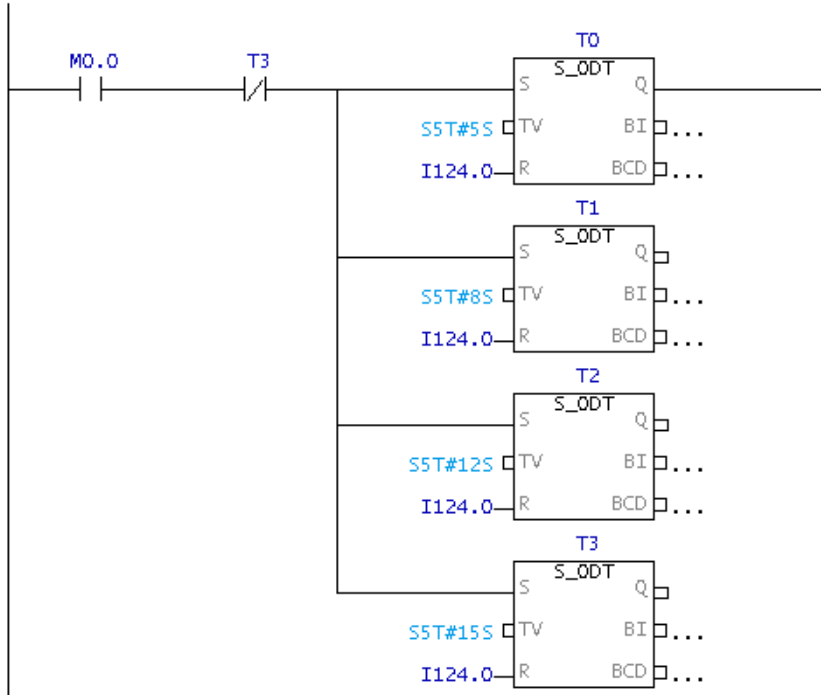 T0
M0.0 T3 S_ODT
S Q
S5T#5S TV BI ...
I124.0 R BCD ...
T1
S_ODT
S Q
S5T#8S TV BI ...
I124.0 R BCD ...
T2
S_ODT
S Q
S5T#12S TV BI ...
I124.0 R BCD ...
T3
S_ODT
S Q
S5T#15S TV BI ...
I124.0 R BCD ...